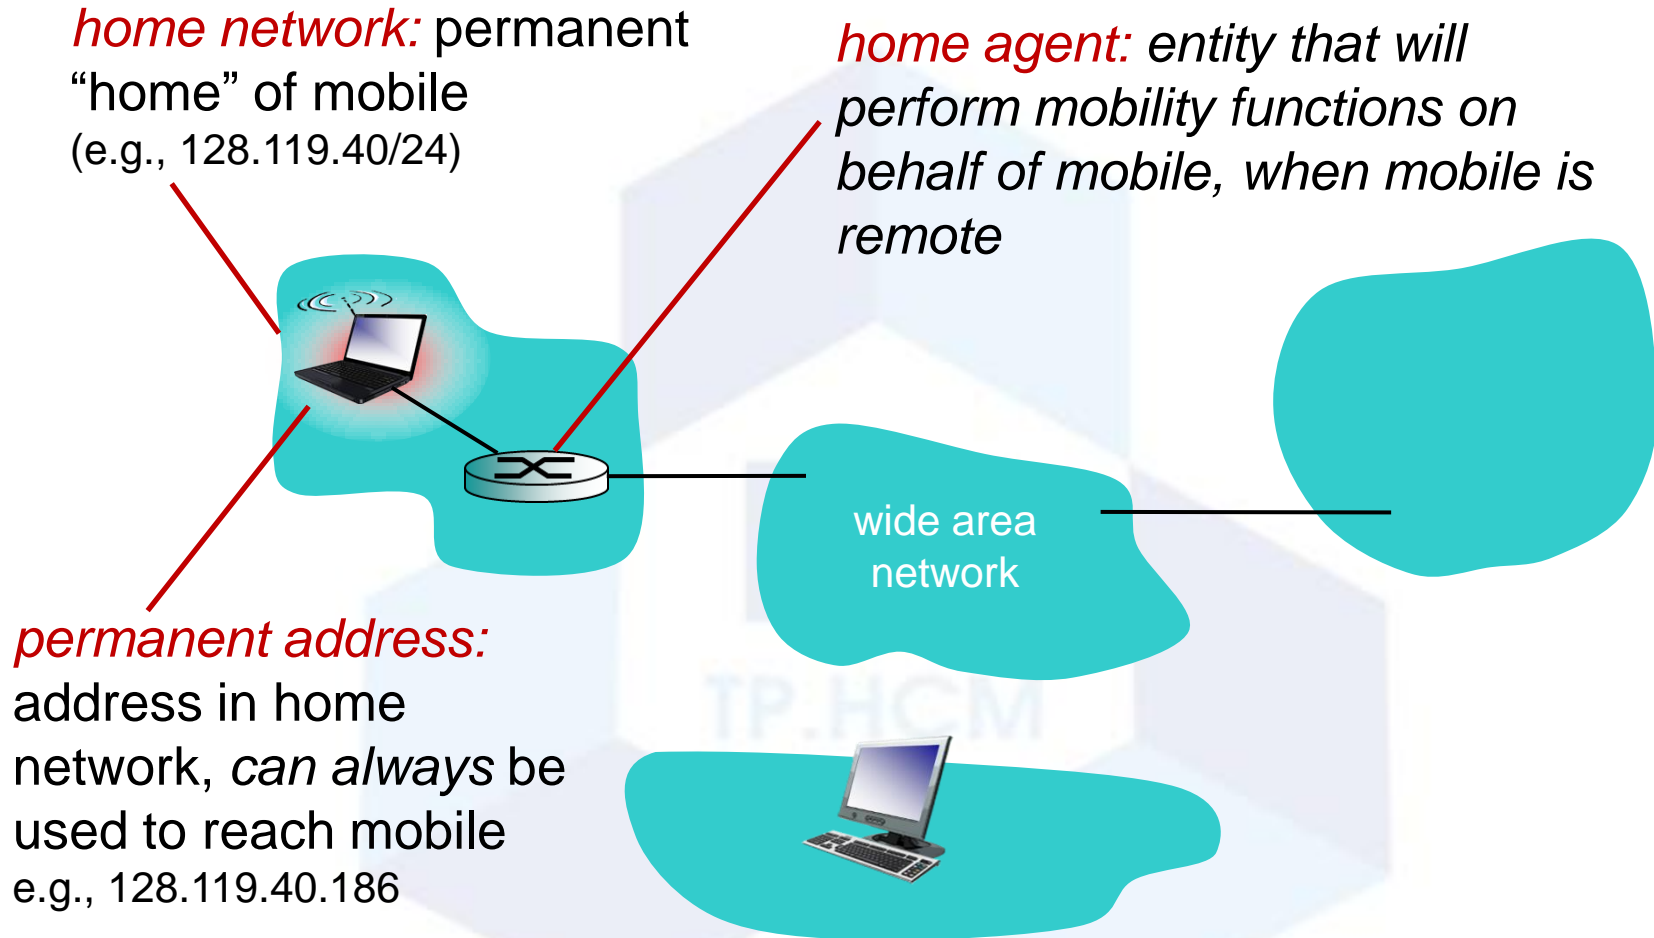 home network: permanent
“home” of mobile
(e.g., 128.119.40/24)
home agent: entity that will
perform mobility functions on
behalf of mobile, when mobile is
remote
wide area
network
permanent address:
address in home
network, can always be
used to reach mobile
e.g., 128.119.40.186
TP.HCM